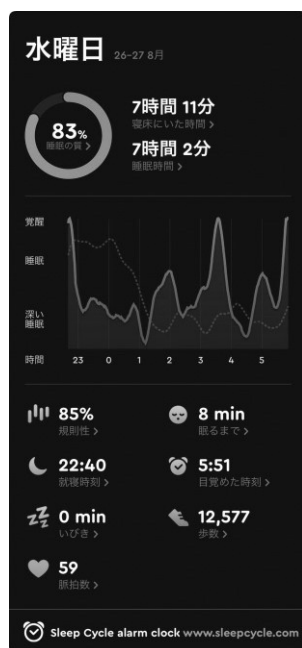 水曜日 26-27 8月
83%
睡眠の質 >
7時間 11分
寝床にいた時間 >
7時間 2分
睡眠時間 >
覚醒
睡眠
深い
睡眠
時間 23 0 1 2 3 4 5
85%
規則性 >
8 min
眠るまで >
22:40
就寝時刻 >
5:51
目覚めた時刻 >
0 min
いびき >
12,577
歩数 >
59
脈拍数 >
Sleep Cycle alarm clock www.sleepcycle.com